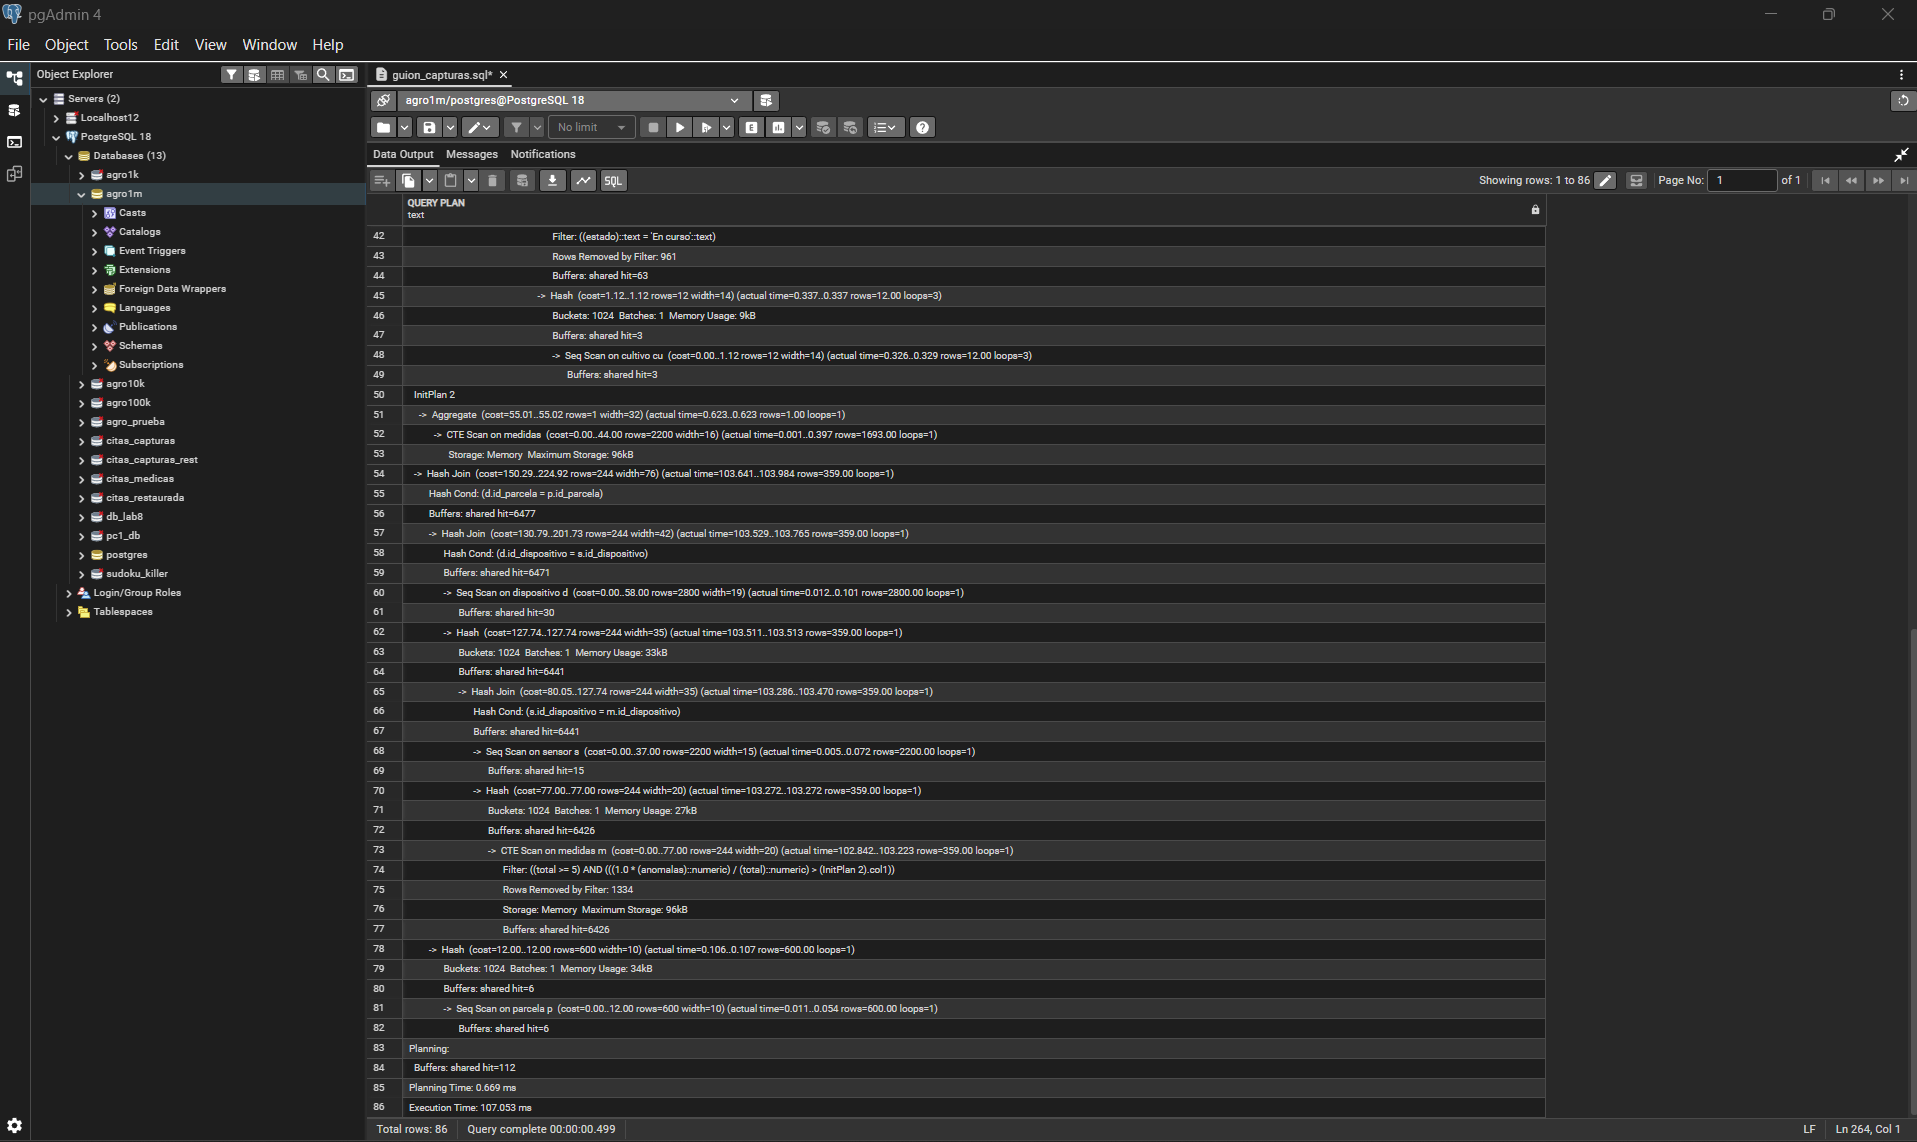 pgAdmin 4
File Object Tools Edit View Window Help
Object Explorer
guion_capturas.sql*
Servers (2)
Localhost12
PostgreSQL 18
Databases (13)
agro1k
agro1m
Casts
Catalogs
Event Triggers
Extensions
Foreign Data Wrappers
Languages
Publications
Schemas
Subscriptions
agro10k
agro100k
agro_prueba
citas_capturas
citas_capturas_rest
citas_medicas
citas_restaurada
db_lab8
pc1_db
postgres
sudoku_killer
Login/Group Roles
Tablespaces
agro1m/postgres@PostgreSQL 18
No limit
E
Data Output Messages Notifications
SQL
Showing rows: 1 to 86 Page No: 1 of 1
QUERY PLAN
text
42 Filter: ((estado)::text = 'En curso'::text)
43 Rows Removed by Filter: 961
44 Buffers: shared hit=63
45 -> Hash (cost=1.12..1.12 rows=12 width=14) (actual time=0.337..0.337 rows=12.00 loops=3)
46 Buckets: 1024 Batches: 1 Memory Usage: 9kB
47 Buffers: shared hit=3
48 -> Seq Scan on cultivo cu (cost=0.00..1.12 rows=12 width=14) (actual time=0.326..0.329 rows=12.00 loops=3)
49 Buffers: shared hit=3
50 InitPlan 2
51 -> Aggregate (cost=55.01..55.02 rows=1 width=32) (actual time=0.623..0.623 rows=1.00 loops=1)
52 -> CTE Scan on medidas (cost=0.00..44.00 rows=2200 width=16) (actual time=0.001..0.397 rows=1693.00 loops=1)
53 Storage: Memory Maximum Storage: 96kB
54 -> Hash Join (cost=150.29..224.92 rows=244 width=76) (actual time=103.641..103.984 rows=359.00 loops=1)
55 Hash Cond: (d.id_parcela = p.id_parcela)
56 Buffers: shared hit=6477
57 -> Hash Join (cost=130.79..201.73 rows=244 width=42) (actual time=103.529..103.765 rows=359.00 loops=1)
58 Hash Cond: (d.id_dispositivo = s.id_dispositivo)
59 Buffers: shared hit=6471
60 -> Seq Scan on dispositivo d (cost=0.00..58.00 rows=2800 width=19) (actual time=0.012..0.101 rows=2800.00 loops=1)
61 Buffers: shared hit=30
62 -> Hash (cost=127.74..127.74 rows=244 width=35) (actual time=103.511..103.513 rows=359.00 loops=1)
63 Buckets: 1024 Batches: 1 Memory Usage: 33kB
64 Buffers: shared hit=6441
65 -> Hash Join (cost=80.05..127.74 rows=244 width=35) (actual time=103.286..103.470 rows=359.00 loops=1)
66 Hash Cond: (s.id_dispositivo = m.id_dispositivo)
67 Buffers: shared hit=6441
68 -> Seq Scan on sensor s (cost=0.00..37.00 rows=2200 width=15) (actual time=0.005..0.072 rows=2200.00 loops=1)
69 Buffers: shared hit=15
70 -> Hash (cost=77.00..77.00 rows=244 width=20) (actual time=103.272..103.272 rows=359.00 loops=1)
71 Buckets: 1024 Batches: 1 Memory Usage: 27kB
72 Buffers: shared hit=6426
73 -> CTE Scan on medidas m (cost=0.00..77.00 rows=244 width=20) (actual time=102.842..103.223 rows=359.00 loops=1)
74 Filter: ((total >= 5) AND (((1.0 * (anomalas)::numeric) / (total)::numeric) > (InitPlan 2).col1))
75 Rows Removed by Filter: 1334
76 Storage: Memory Maximum Storage: 96kB
77 Buffers: shared hit=6426
78 -> Hash (cost=12.00..12.00 rows=600 width=10) (actual time=0.106..0.107 rows=600.00 loops=1)
79 Buckets: 1024 Batches: 1 Memory Usage: 34kB
80 Buffers: shared hit=6
81 -> Seq Scan on parcela p (cost=0.00..12.00 rows=600 width=10) (actual time=0.011..0.054 rows=600.00 loops=1)
82 Buffers: shared hit=6
83 Planning:
84 Buffers: shared hit=112
85 Planning Time: 0.669 ms
86 Execution Time: 107.053 ms
Total rows: 86 Query complete 00:00:00.499 LF Ln 264, Col 1